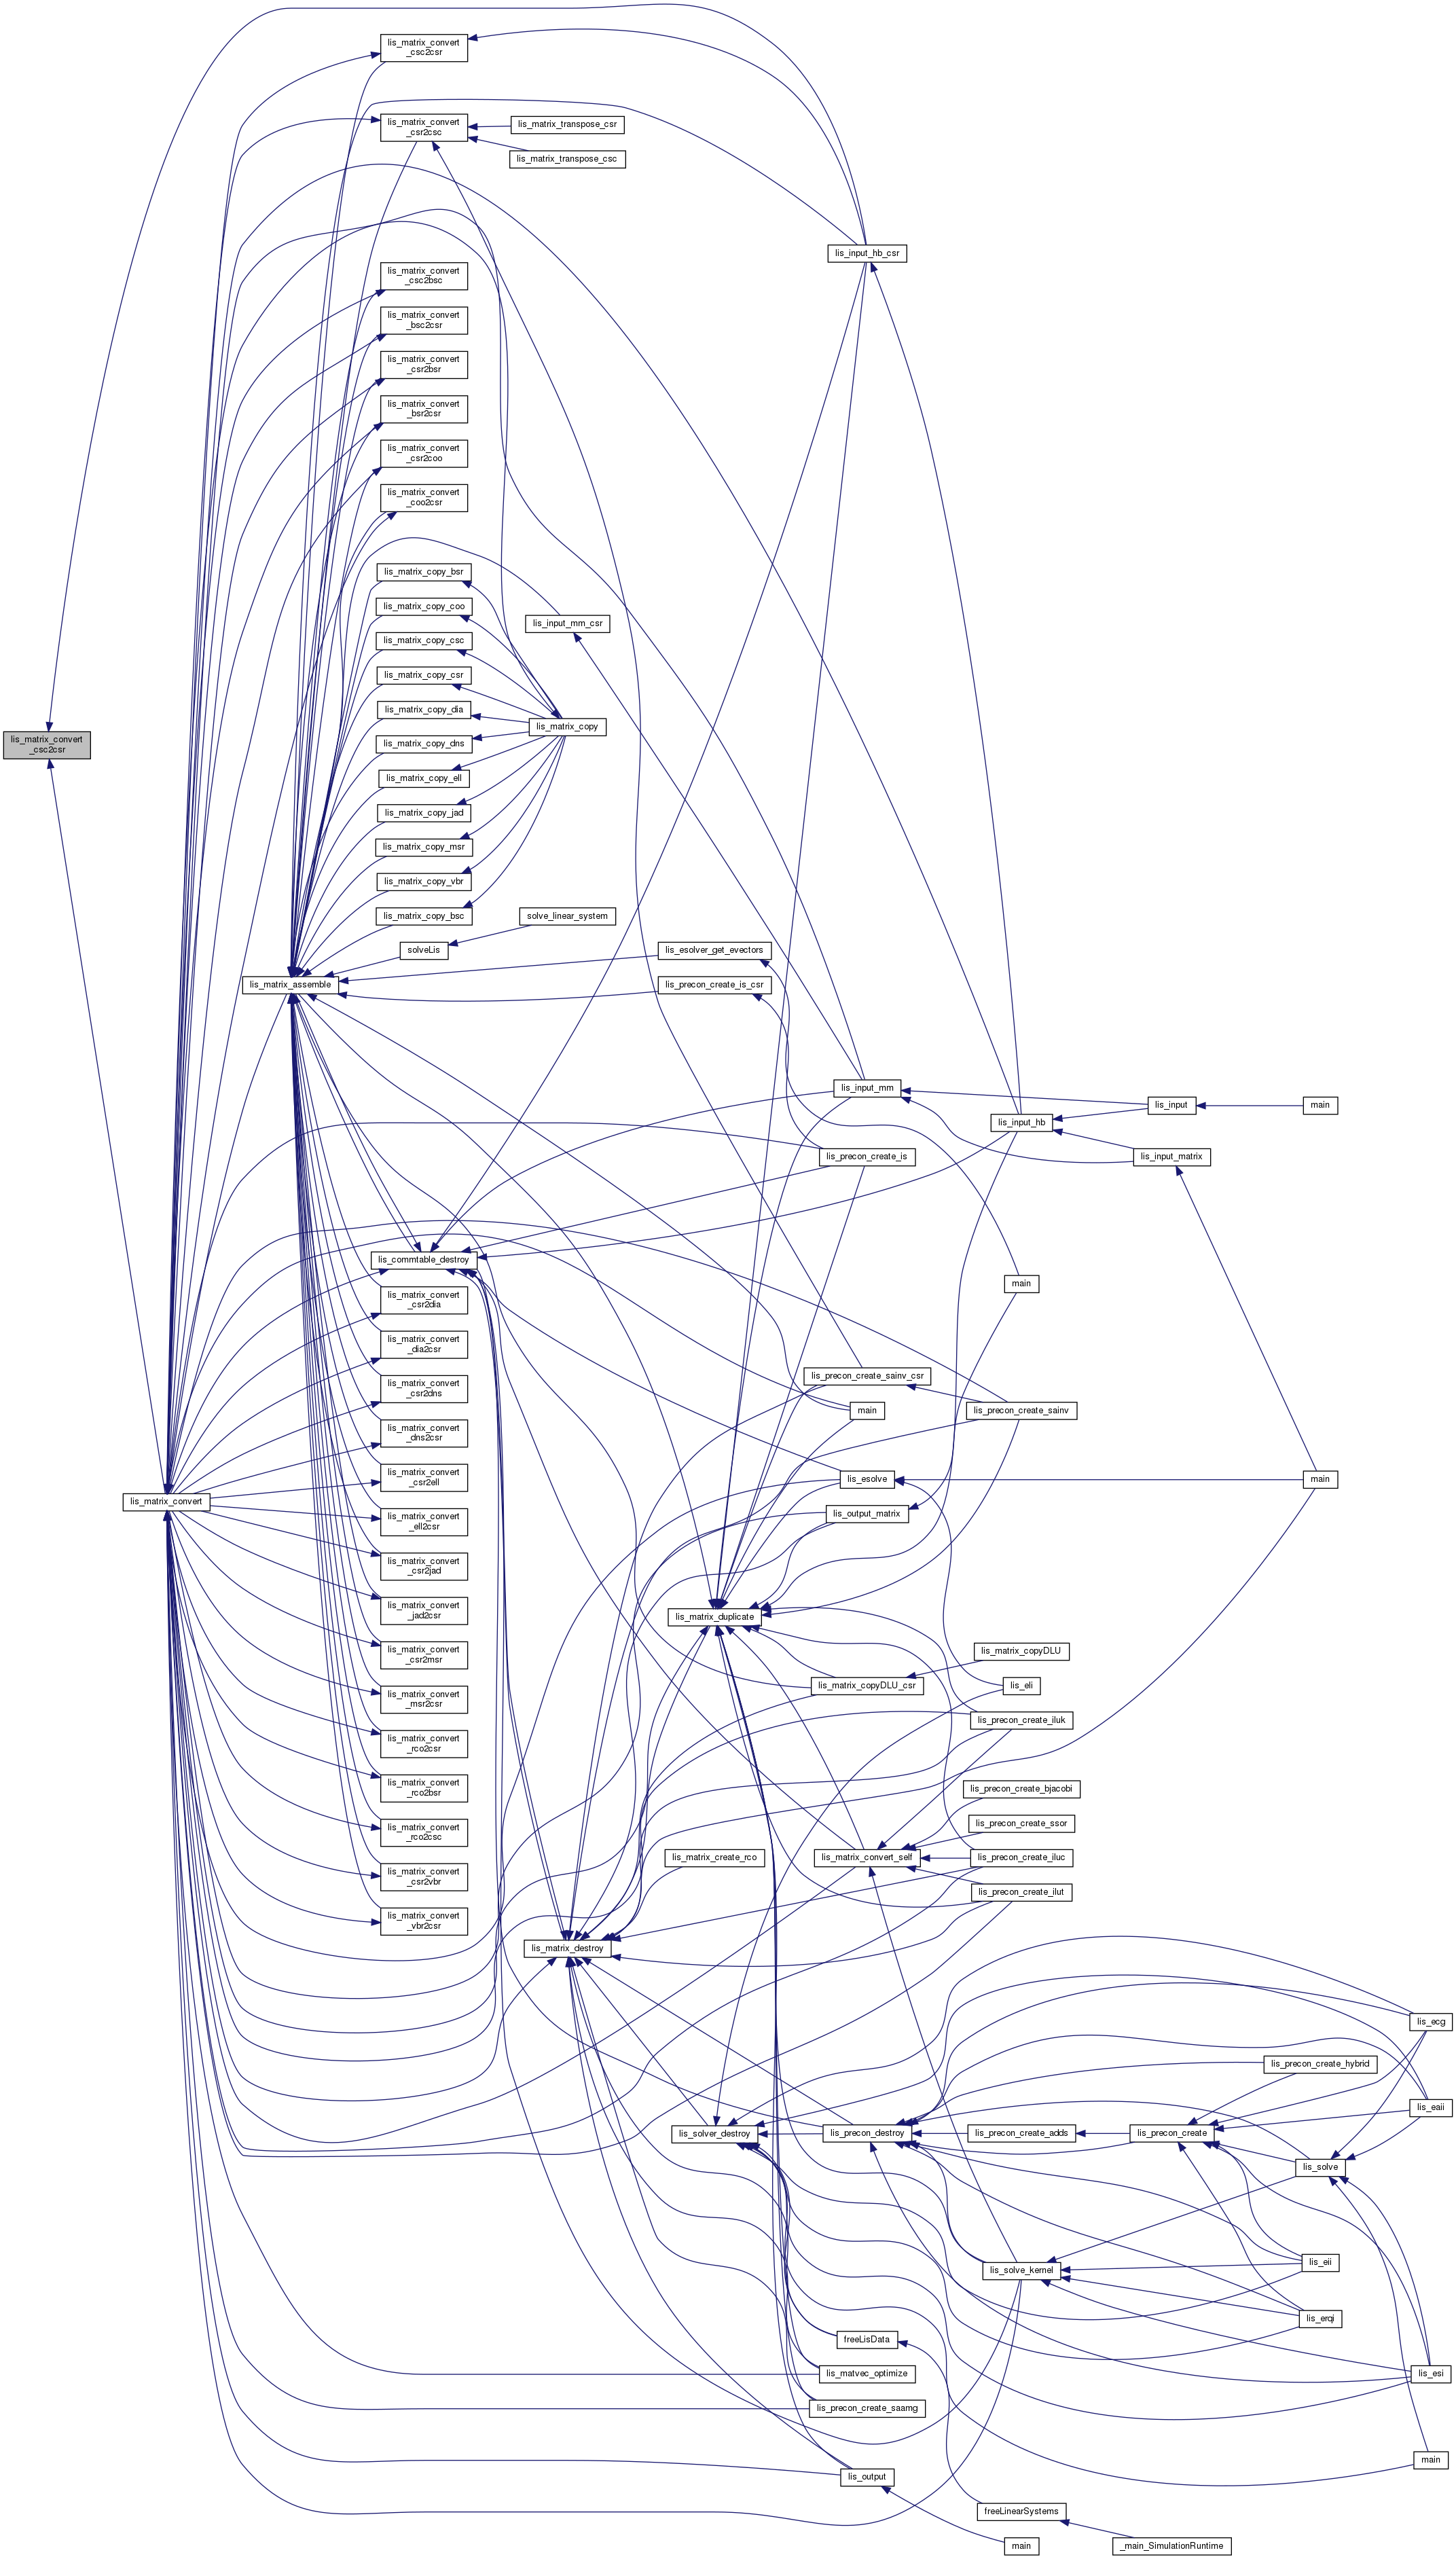 lis_matrix_convert
_csc2csr
lis_matrix_convert
_csr2csc
lis_matrix_transpose_csr
lis_matrix_transpose_csc
lis_input_hb_csr
lis_matrix_convert
_csc2bsc
lis_matrix_convert
_bsc2csr
lis_matrix_convert
_csr2bsr
lis_matrix_convert
_bsr2csr
lis_matrix_convert
_csr2coo
lis_matrix_convert
_coo2csr
lis_matrix_copy_bsr
lis_matrix_copy_coo
lis_input_mm_csr
lis_matrix_copy_csc
lis_matrix_copy_csr
lis_matrix_copy_dia
lis_matrix_copy
lis_matrix_convert
_csc2csr
lis_matrix_copy_dns
lis_matrix_copy_ell
lis_matrix_copy_jad
lis_matrix_copy_msr
lis_matrix_copy_vbr
lis_matrix_copy_bsc
solve_linear_system
solveLis
lis_esolver_get_evectors
lis_matrix_assemble
lis_precon_create_is_csr
lis_input_mm
lis_input
main
lis_input_hb
lis_precon_create_is
lis_input_matrix
lis_commtable_destroy
main
lis_matrix_convert
_csr2dia
lis_matrix_convert
_dia2csr
lis_precon_create_sainv_csr
lis_matrix_convert
_csr2dns
main
lis_precon_create_sainv
lis_matrix_convert
_dns2csr
lis_matrix_convert
_csr2ell
lis_esolve
main
lis_matrix_convert
lis_output_matrix
lis_matrix_convert
_ell2csr
lis_matrix_convert
_csr2jad
lis_matrix_convert
_jad2csr
lis_matrix_duplicate
lis_matrix_convert
_csr2msr
lis_matrix_copyDLU
lis_matrix_copyDLU_csr
lis_eli
lis_matrix_convert
_msr2csr
lis_precon_create_iluk
lis_matrix_convert
_rco2csr
lis_matrix_convert
_rco2bsr
lis_precon_create_bjacobi
lis_precon_create_ssor
lis_matrix_convert
_rco2csc
lis_matrix_create_rco
lis_matrix_convert_self
lis_precon_create_iluc
lis_matrix_convert
_csr2vbr
lis_precon_create_ilut
lis_matrix_convert
_vbr2csr
lis_matrix_destroy
lis_ecg
lis_precon_create_hybrid
lis_eaii
lis_solver_destroy
lis_precon_destroy
lis_precon_create_adds
lis_precon_create
lis_solve
lis_eii
lis_solve_kernel
lis_erqi
freeLisData
lis_matvec_optimize
lis_esi
lis_precon_create_saamg
main
lis_output
freeLinearSystems
main
_main_SimulationRuntime